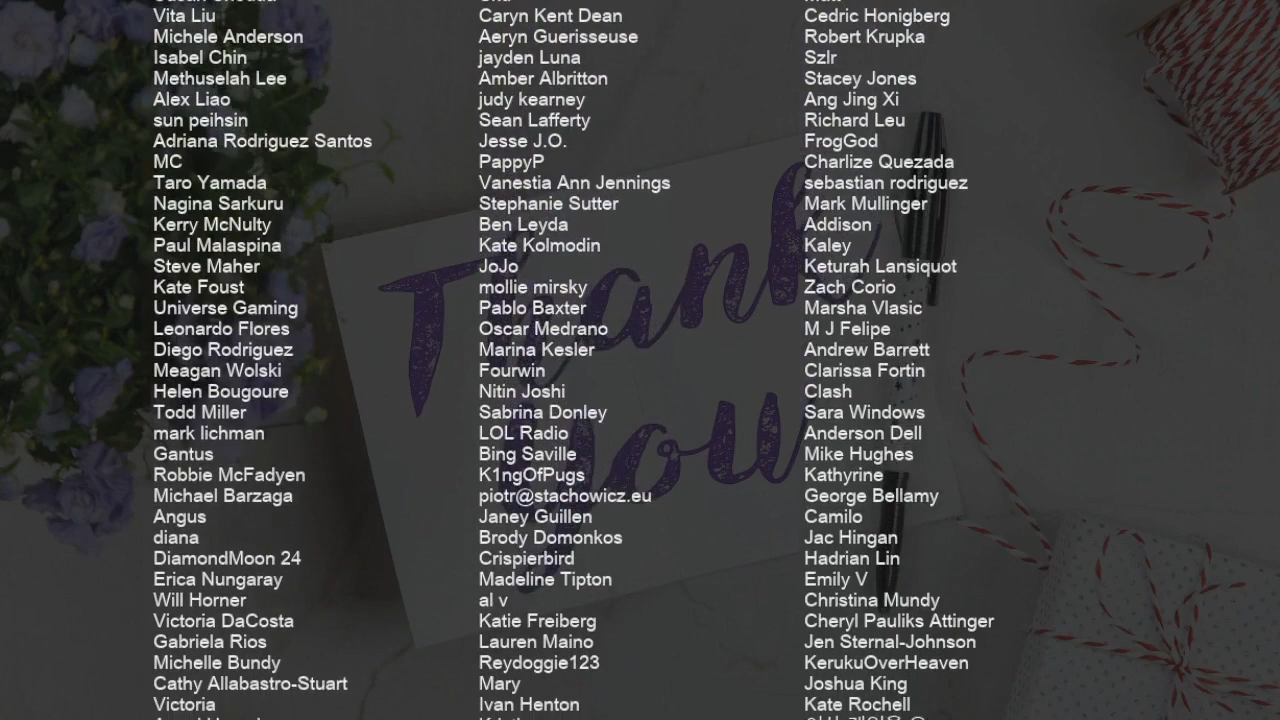 Vita Liu
Michele Anderson
Isabel Chin
Methuselah Lee
Alex Liao
sun peihsin
Adriana Rodriguez Santos
MC
Taro Yamada
Nagina Sarkuru
Kerry McNulty
Paul Malaspina
Steve Maher
Kate Foust
Universe Gaming
Leonardo Flores
Diego Rodriguez
Meagan Wolski
Helen Bougoure
Todd Miller
mark lichman
Gantus
Robbie McFadyen
Michael Barzaga
Angus
diana
DiamondMoon 24
Erica Nungaray
Will Horner
Victoria DaCosta
Gabriela Rios
Michelle Bundy
Cathy Allabastro-Stuart
Victoria
Caryn Kent Dean
Aeryn Guerisseuse
jayden Luna
Amber Albritton
judy kearney
Sean Lafferty
Jesse J.O.
PappyP
Vanestia Ann Jennings
Stephanie Sutter
Ben Leyda
Kate Kolmodin
JoJo
mollie mirsky
Pablo Baxter
Oscar Medrano
Marina Kesler
Fourwin
Nitin Joshi
Sabrina Donley
LOL Radio
Bing Saville
K1ngOfPugs
piotr@stachowicz.eu
Janey Guillen
Brody Domonkos
Crispierbird
Madeline Tipton
al v
Katie Freiberg
Lauren Maino
Reydoggie123
Mary
Ivan Henton
Cedric Honigberg
Robert Krupka
Szlr
Stacey Jones
Ang Jing Xi
Richard Leu
FrogGod
Charlize Quezada
sebastian rodriguez
Mark Mullinger
Addison
Kaley
Keturah Lansiquot
Zach Corio
Marsha Vlasic
M J Felipe
Andrew Barrett
Clarissa Fortin
Clash
Sara Windows
Anderson Dell
Mike Hughes
Kathyrine
George Bellamy
Camilo
Jac Hingan
Hadrian Lin
Emily V
Christina Mundy
Cheryl Pauliks Attinger
Jen Sternal-Johnson
KerukuOverHeaven
Joshua King
Kate Rochell
Thank
You